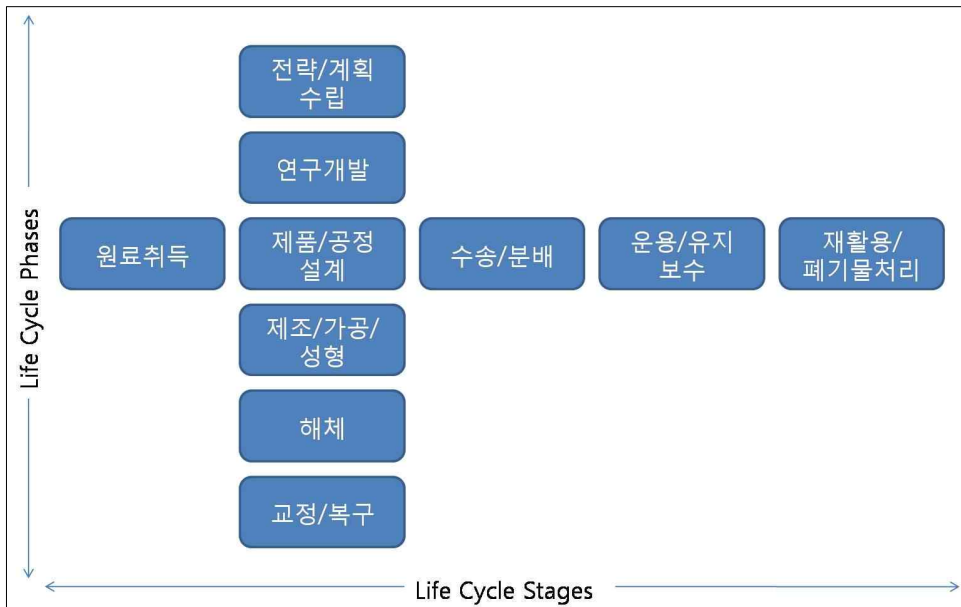 전략/계획
수립
연구개발
원료취득
제품/공정
설계
수송/분배
운용/유지
보수
재활용/
폐기물처리
제조/가공/
성형
해체
교정/복구
Life Cycle Phases
Life Cycle Stages